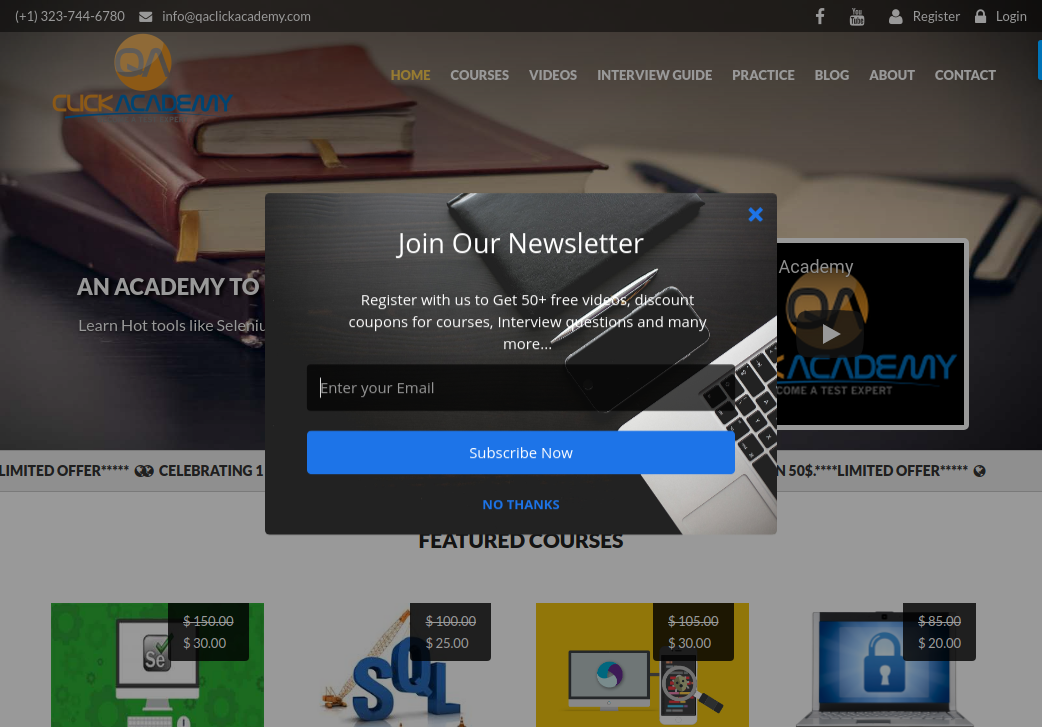 (+1) 323-744-6780 info@qaclickacademy.com
You Tube Register Login
QA
CLICKACADEMY
HOME COURSES VIDEOS INTERVIEW GUIDE PRACTICE BLOG ABOUT CONTACT
Join Our Newsletter
Register with us to Get 50+ free videos, discount
coupons for courses, Interview questions and many
more...
Enter your Email
Subscribe Now
NO THANKS
AN ACADEMY TO
Learn Hot tools like Seleniu
Academy
QA
ACADEMY
COME A TEST EXPERT
LIMITED OFFER***** CELEBRATING 1
N 50$.****LIMITED OFFER*****
FEATURED COURSES
$ 150.00
$ 30.00
Se
$ 100.00
$ 25.00
SQL
$ 105.00
$ 30.00
$ 85.00
$ 20.00